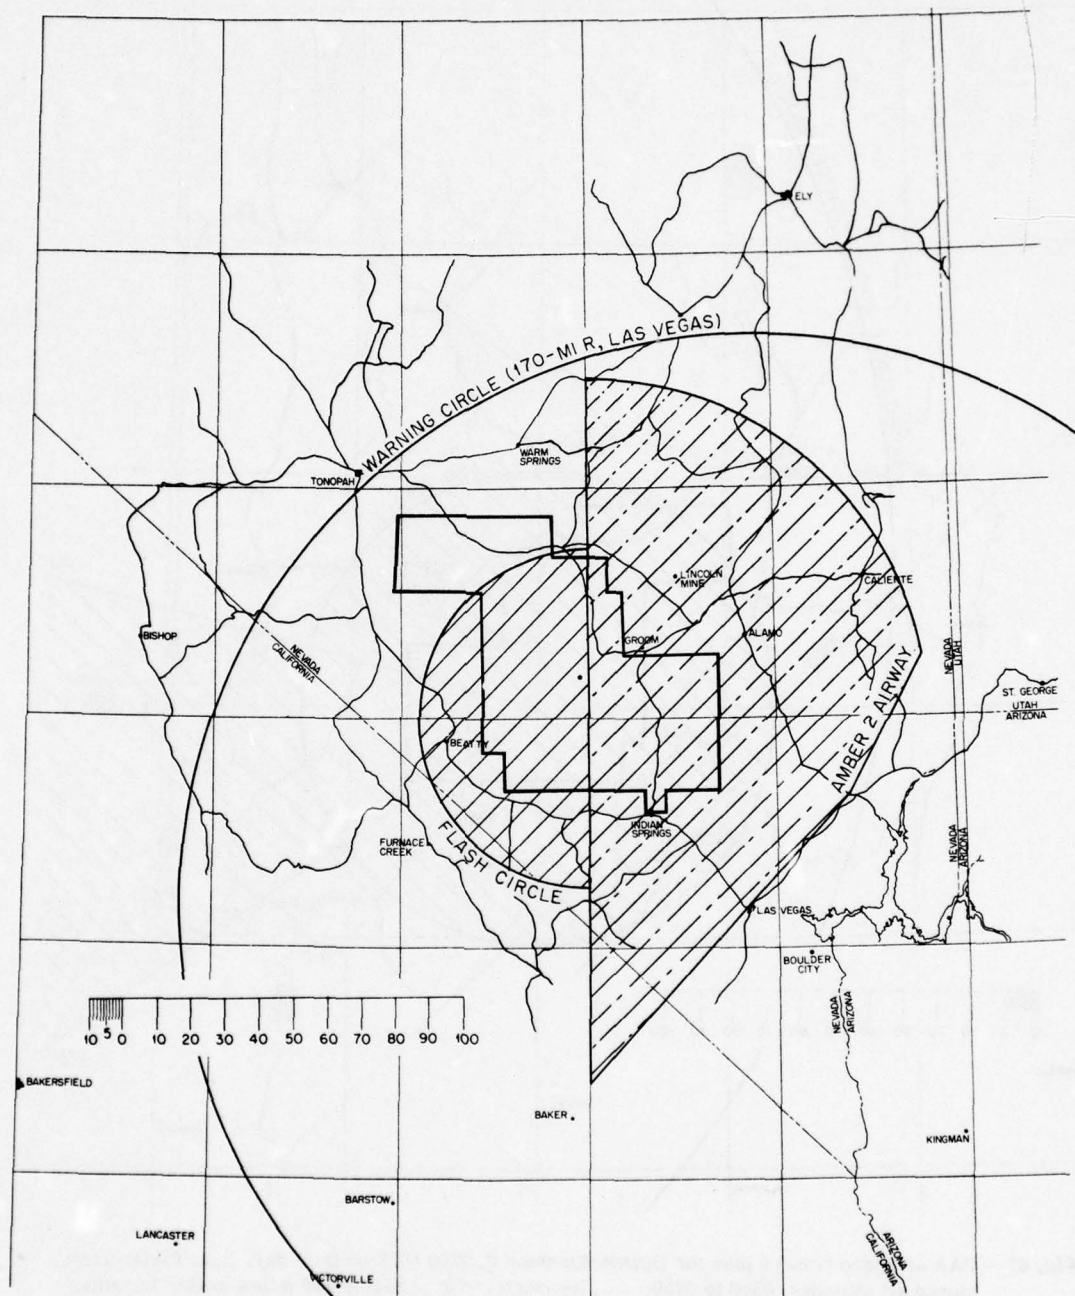 ELY
WARNING CIRCLE (170-MI R, LAS VEGAS)
WARM
SPRINGS
TONOPAH
LINCOLN
MINE
CALIENTE
BISHOP
NEVADA
CALIFORNIA
GROOM
ALAMO
NEVADA
UTAH
ST. GEORGE
UTAH
ARIZONA
BEATTY
AMBER 2 AIRWAY
INDIAN
SPRINGS
FURNACE
CREEK
FLASH CIRCLE
NEVADA
ARIZONA
LAS VEGAS
BOULDER
CITY
NEVADA
ARIZONA
10 5 0 10 20 30 40 50 60 70 80 90 100
BAKERSFIELD
BAKER
KINGMAN
BARSTOW
LANCASTER
ARIZONA
CALIFORNIA
VICTORVILLE